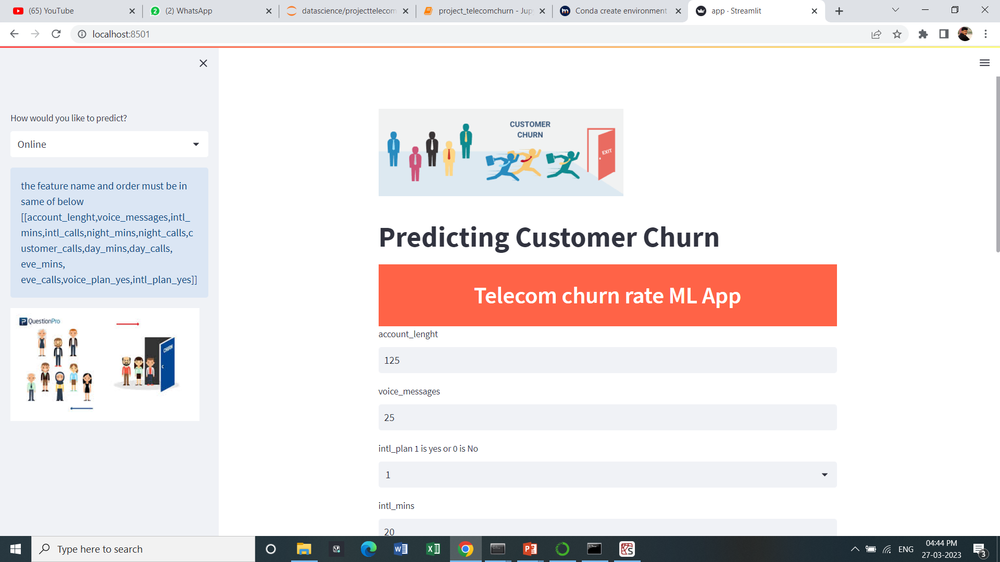 (65) YouTube
(2) WhatsApp
datascience/projecttelecom
project_telecomchurn - Jup
Conda create environment
app · Streamlit
localhost:8501
How would you like to predict?
Online
the feature name and order must be in
same of below
[[account_lenght,voice_messages,intl_
mins,intl_calls,night_mins,night_calls,c
ustomer_calls,day_mins,day_calls,
eve_mins,
eve_calls,voice_plan_yes,intl_plan_yes]]
QuestionPro
CHURN
CUSTOMER
CHURN
EXIT
Predicting Customer Churn
Telecom churn rate ML App
account_lenght
125
voice_messages
25
intl_plan 1 is yes or 0 is No
1
intl_mins
20
Type here to search
ENG
04:44 PM
27-03-2023
3